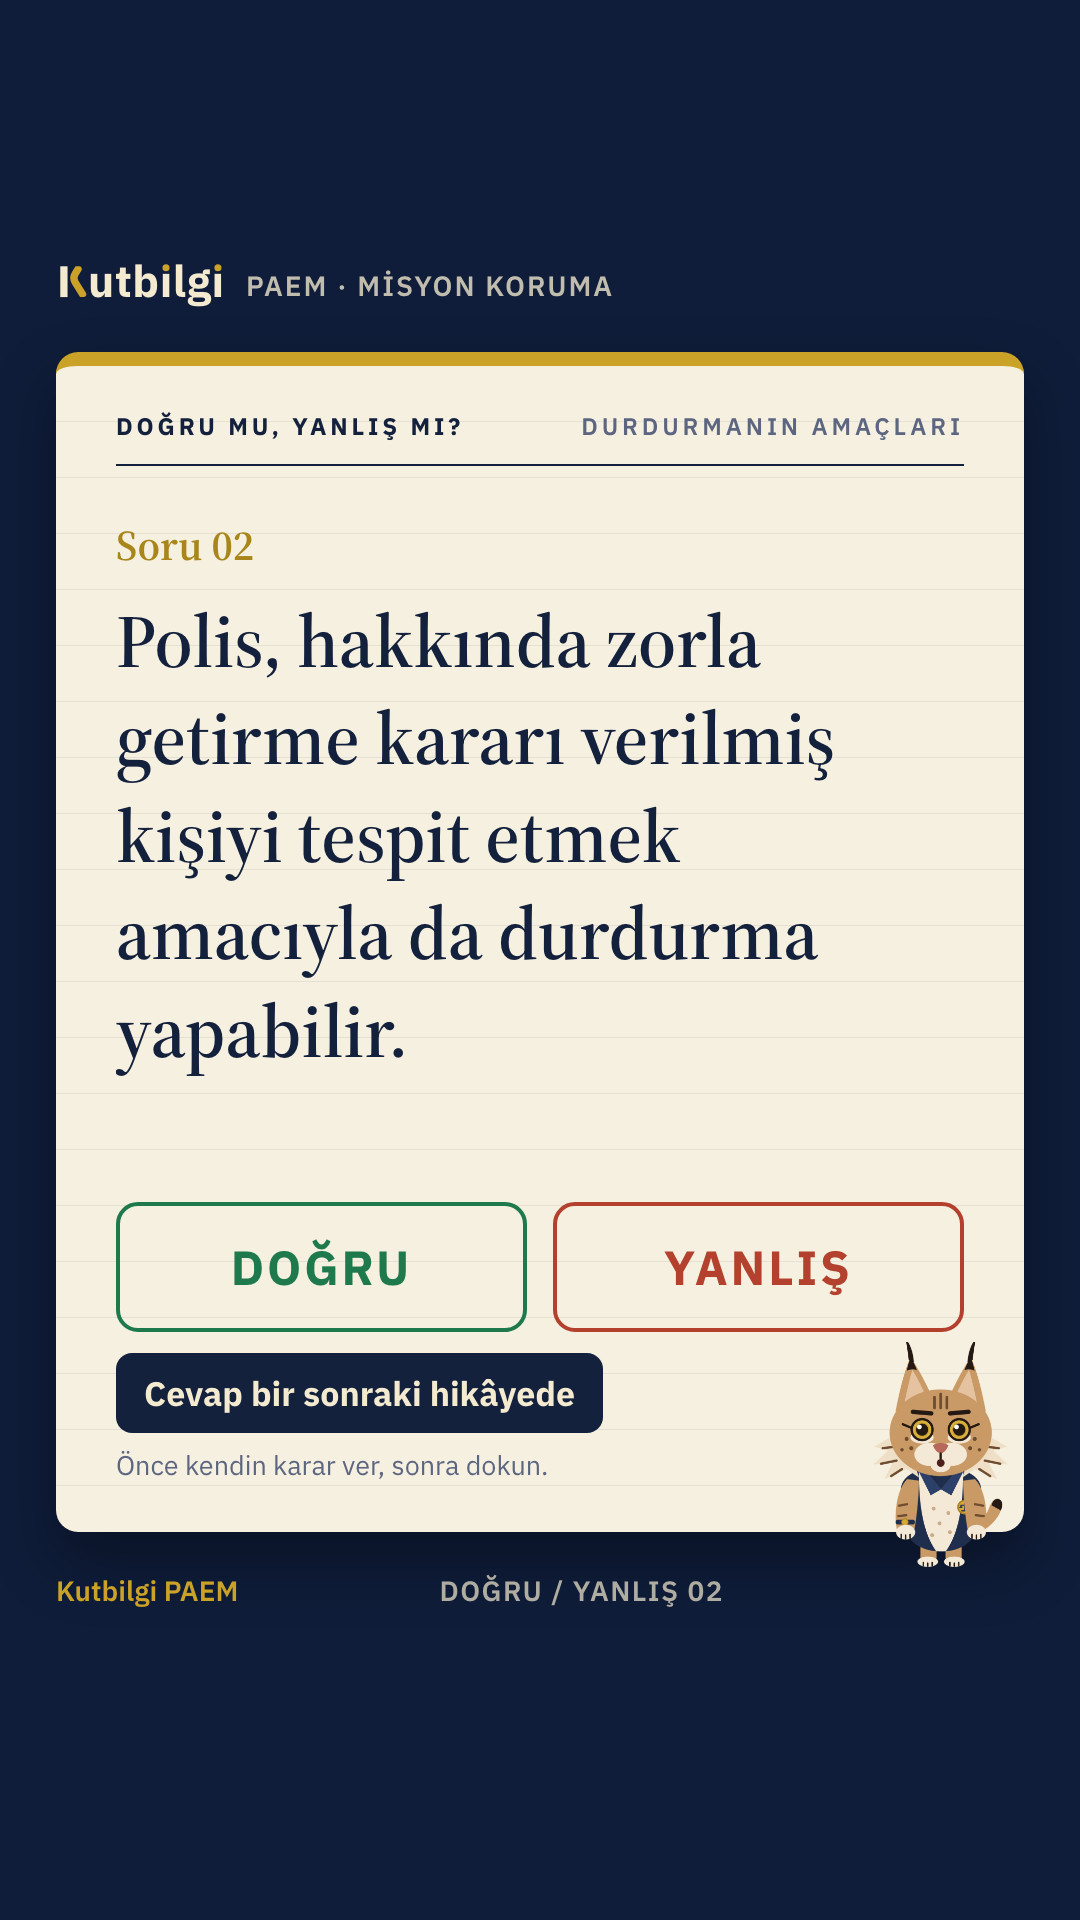 Kutbilgi PAEM · MİSYON KORUMA
DOĞRU MU, YANLIŞ MI? DURDURMANIN AMAÇLARI
Soru 02
Polis, hakkında zorla
getirme kararı verilmiş
kişiyi tespit etmek
amacıyla da durdurma
yapabilir.
DOĞRU YANLIŞ
Cevap bir sonraki hikâyede
Önce kendin karar ver, sonra dokun.
Kutbilgi PAEM DOĞRU / YANLIŞ 02